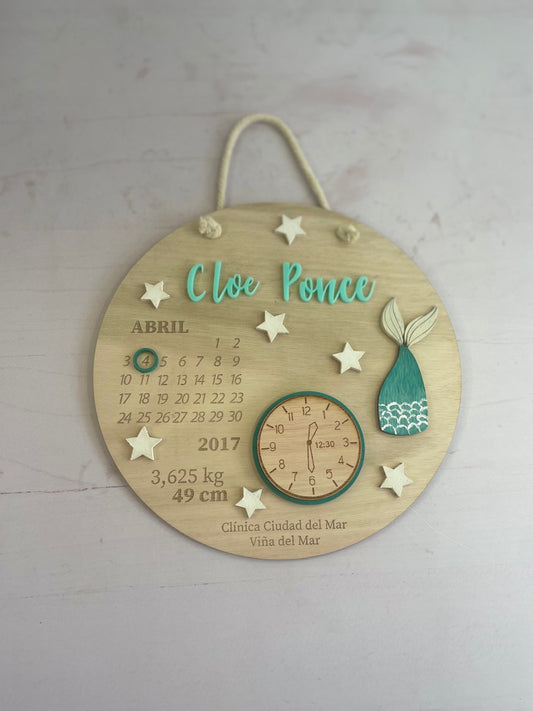 Cloe Ponce
ABRIL
1 2
3 4 5 6 7 8 9
10 11 12 13 14 15 16
17 18 19 20 21 22 23
24 25 26 27 28 29 30
2017
3,625 kg
49 cm
12
1
2
3
4
5
6
7
8
9
10
11
12:30
Clínica Ciudad del Mar
Viña del Mar